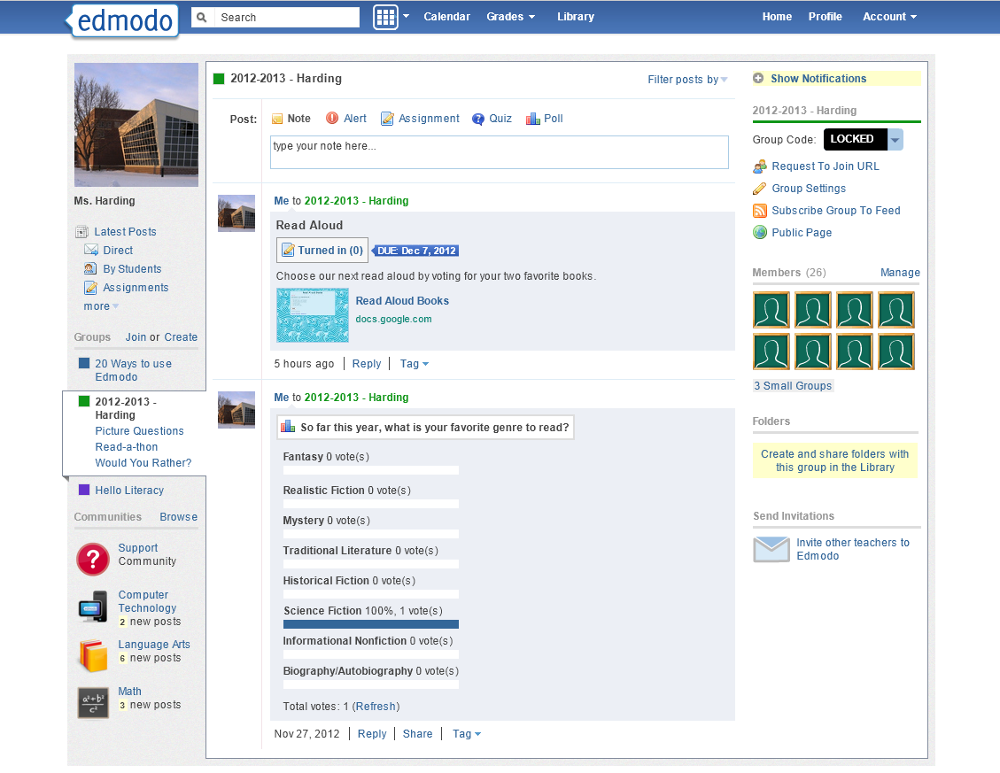 edmodo
Search
Calendar
Grades
Library
Home
Profile
Account
Ms. Harding
Latest Posts
Direct
By Students
Assignments
more
Groups Join or Create
20 Ways to use
Edmodo
2012-2013 -
Harding
Picture Questions
Read-a-thon
Would You Rather?
Hello Literacy
Communities Browse
Support
Community
Computer
Technology
2 new posts
Language Arts
6 new posts
a²+b²
c²
Math
3 new posts
2012-2013 - Harding
Filter posts by
Post: Note Alert Assignment Quiz Poll
type your note here...
Me to 2012-2013 - Harding
Read Aloud
Turned in (0) DUE: Dec 7, 2012
Choose our next read aloud by voting for your two favorite books.
Read Aloud Books
docs.google.com
5 hours ago Reply Tag
Me to 2012-2013 - Harding
So far this year, what is your favorite genre to read?
Fantasy 0 vote(s)
Realistic Fiction 0 vote(s)
Mystery 0 vote(s)
Traditional Literature 0 vote(s)
Historical Fiction 0 vote(s)
Science Fiction 100%, 1 vote(s)
Informational Nonfiction 0 vote(s)
Biography/Autobiography 0 vote(s)
Total votes: 1 (Refresh)
Nov 27, 2012 Reply Share Tag
Show Notifications
2012-2013 - Harding
Group Code: LOCKED
Request To Join URL
Group Settings
Subscribe Group To Feed
Public Page
Members (26) Manage
3 Small Groups
Folders
Create and share folders with
this group in the Library
Send Invitations
Invite other teachers to
Edmodo